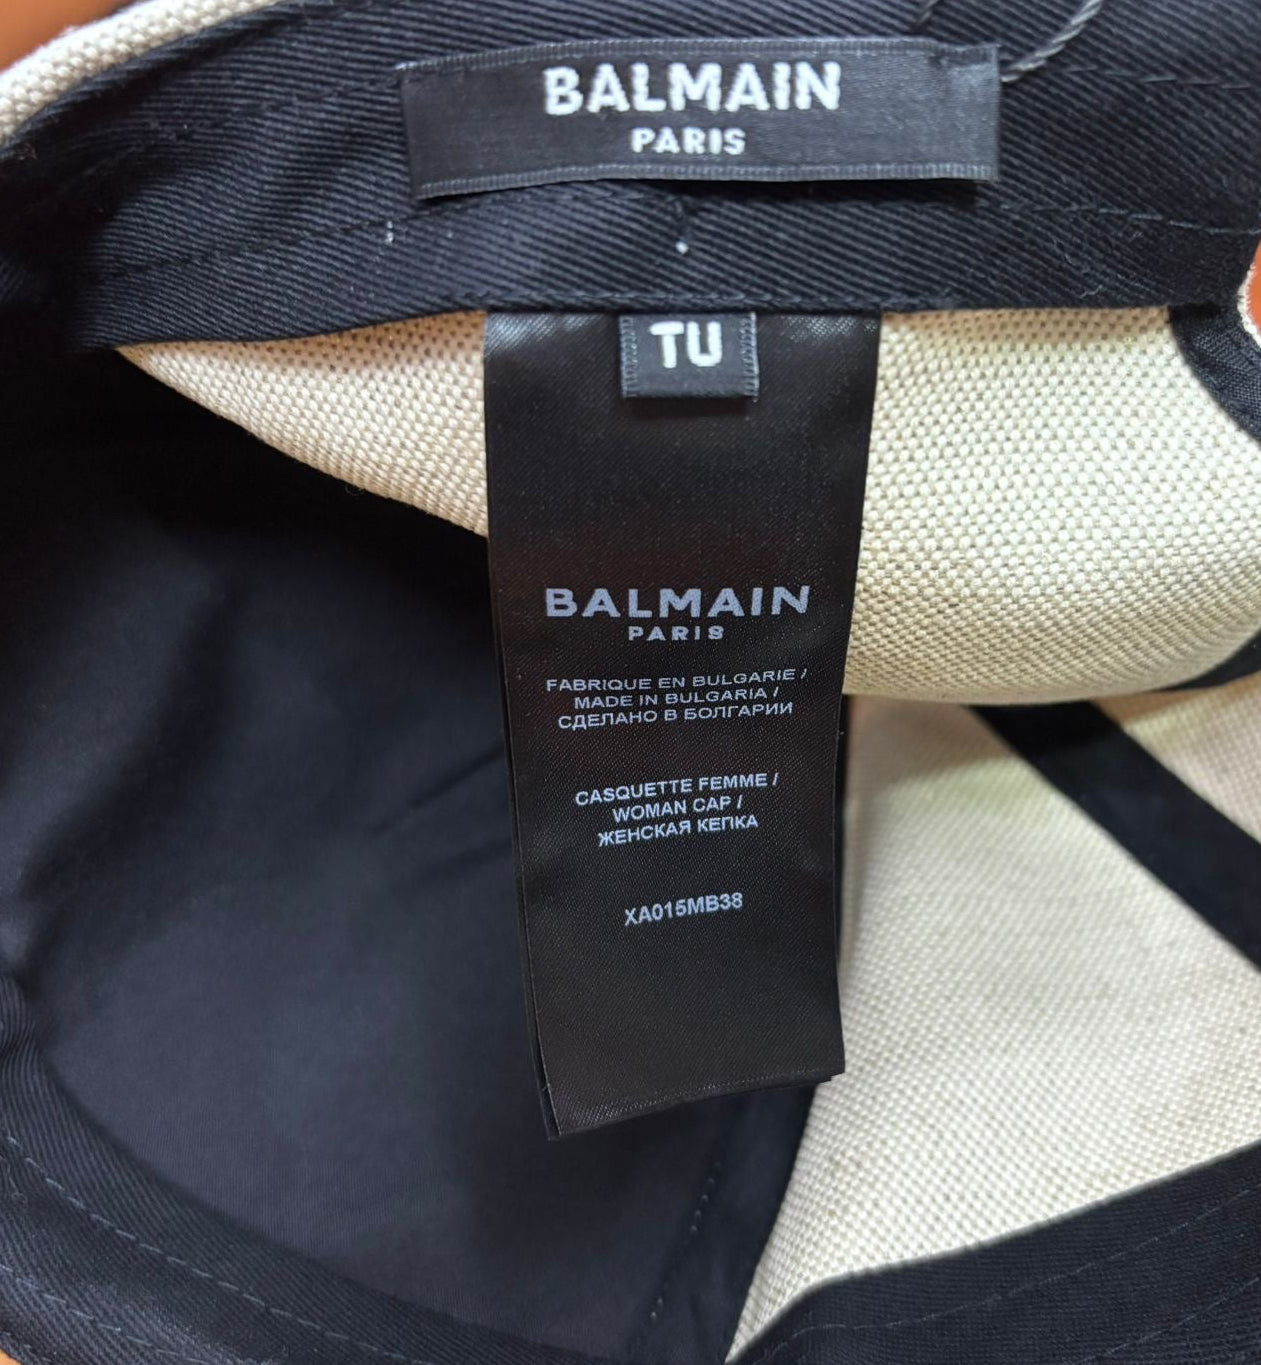 BALMAIN
PARIS
TU
BALMAIN
PARIS
FABRIQUE EN BULGARIE /
MADE IN BULGARIA /
СДЕЛАНО В БОЛГАРИИ
CASQUETTE FEMME /
WOMAN CAP /
ЖЕНСКАЯ КЕПКА
XA015MB38